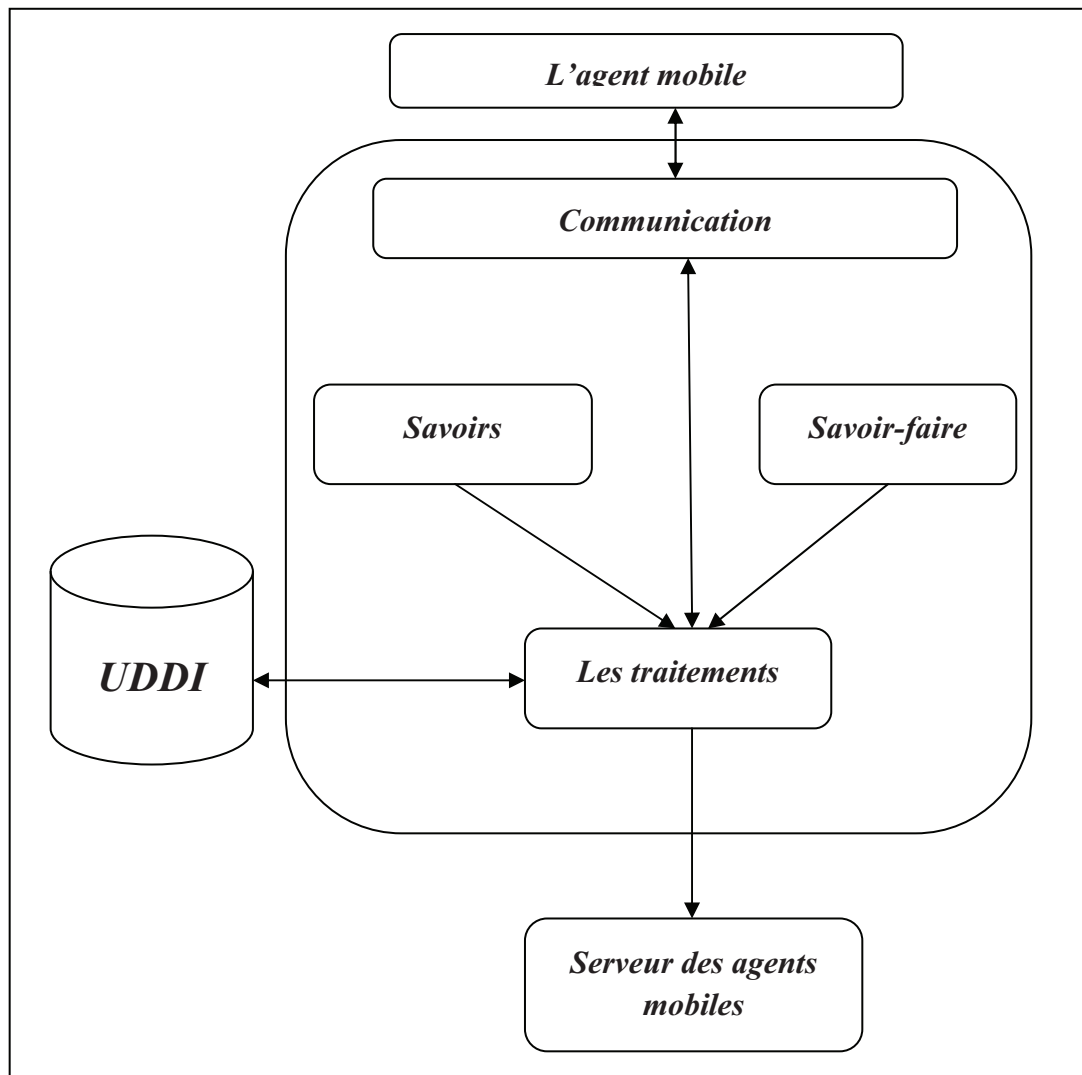 L’agent mobile
Communication
Savoirs
Savoir-faire
UDDI
Les traitements
Serveur des agents
mobiles